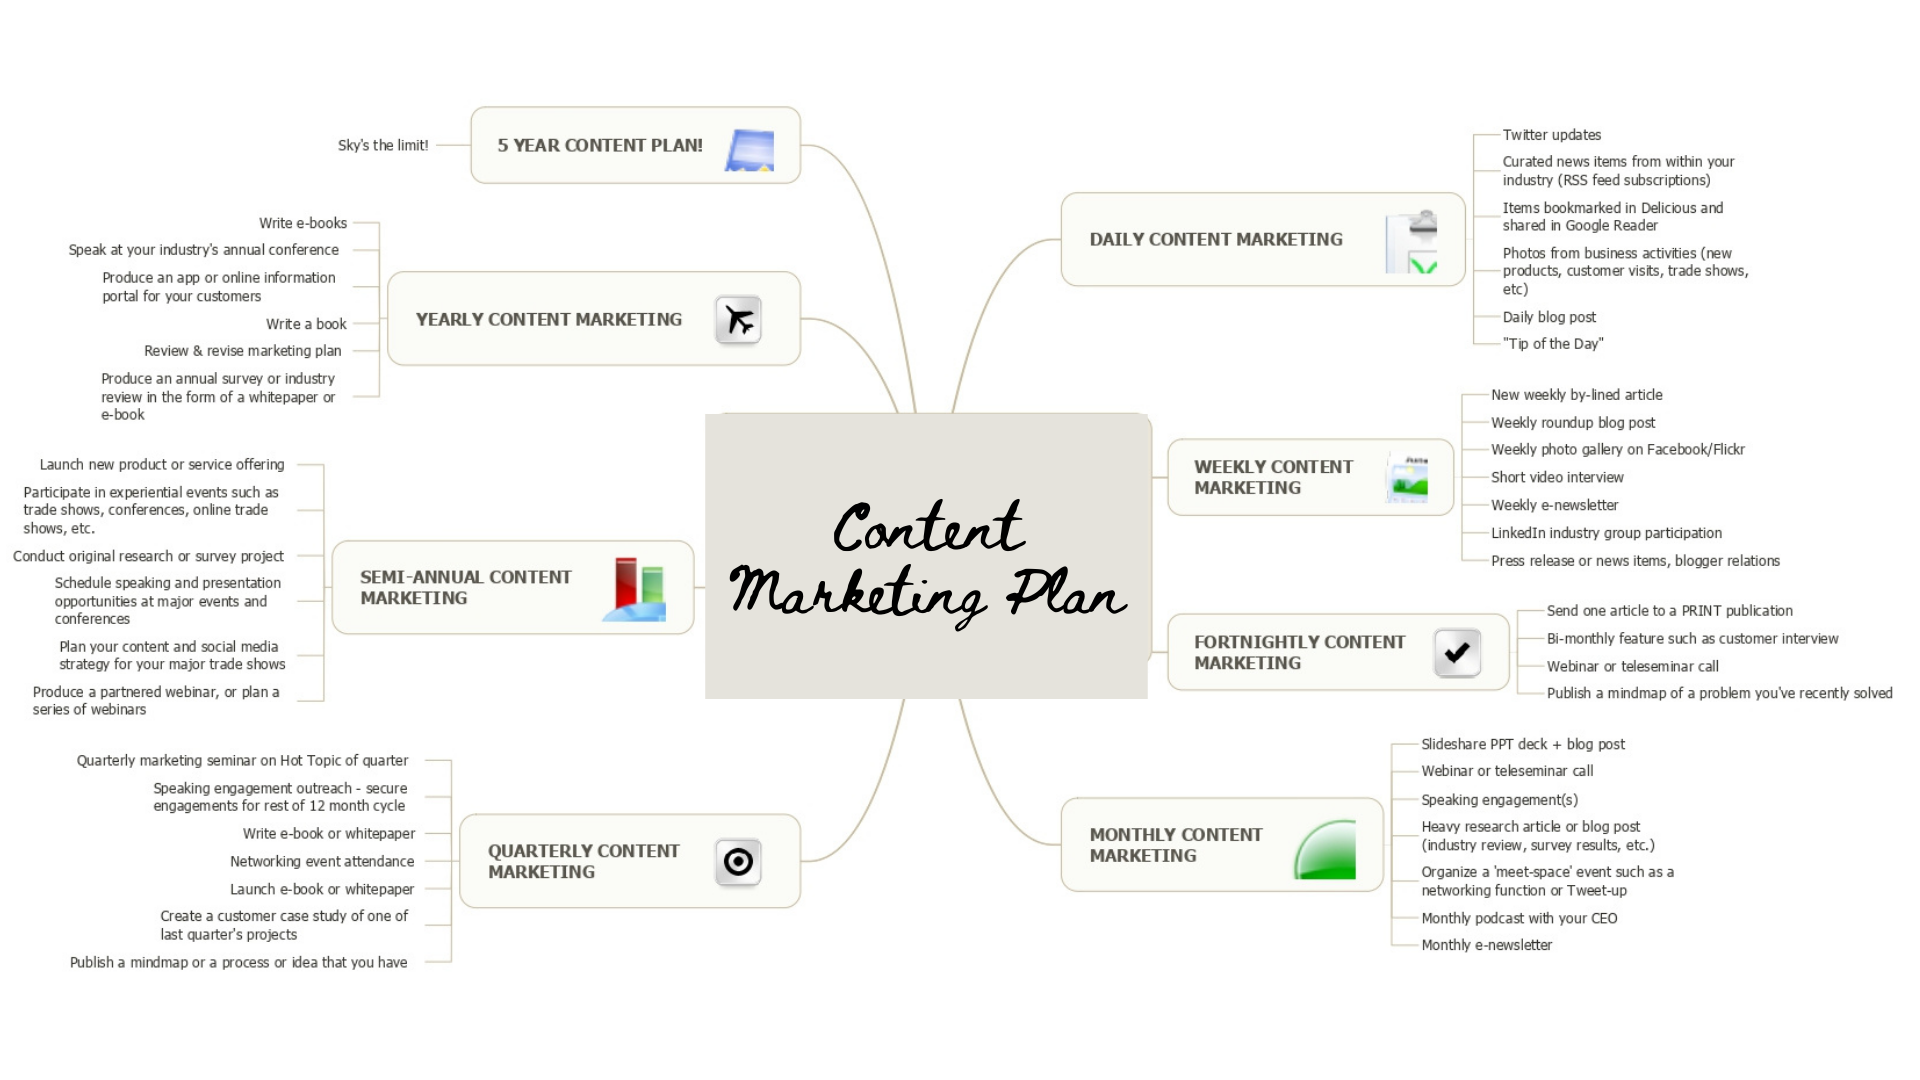 Content
Marketing Plan
5 YEAR CONTENT PLAN!
Sky's the limit!
YEARLY CONTENT MARKETING
Write e-books
Speak at your industry's annual conference
Produce an app or online information
portal for your customers
Write a book
Review & revise marketing plan
Produce an annual survey or industry
review in the form of a whitepaper or
e-book
SEMI-ANNUAL CONTENT
MARKETING
Launch new product or service offering
Participate in experiential events such as
trade shows, conferences, online trade
shows, etc.
Conduct original research or survey project
Schedule speaking and presentation
opportunities at major events and
conferences
Plan your content and social media
strategy for your major trade shows
Produce a partnered webinar, or plan a
series of webinars
QUARTERLY CONTENT
MARKETING
Quarterly marketing seminar on Hot Topic of quarter
Speaking engagement outreach - secure
engagements for rest of 12 month cycle
Write e-book or whitepaper
Networking event attendance
Launch e-book or whitepaper
Create a customer case study of one of
last quarter's projects
Publish a mindmap or a process or idea that you have
DAILY CONTENT MARKETING
Twitter updates
Curated news items from within your
industry (RSS feed subscriptions)
Items bookmarked in Delicious and
shared in Google Reader
Photos from business activities (new
products, customer visits, trade shows,
etc)
Daily blog post
"Tip of the Day"
WEEKLY CONTENT
MARKETING
New weekly by-lined article
Weekly roundup blog post
Weekly photo gallery on Facebook/Flickr
Short video interview
Weekly e-newsletter
LinkedIn industry group participation
Press release or news items, blogger relations
FORTNIGHTLY CONTENT
MARKETING
Send one article to a PRINT publication
Bi-monthly feature such as customer interview
Webinar or teleseminar call
Publish a mindmap of a problem you've recently solved
MONTHLY CONTENT
MARKETING
Slideshare PPT deck + blog post
Webinar or teleseminar call
Speaking engagement(s)
Heavy research article or blog post
(industry review, survey results, etc.)
Organize a 'meet-space' event such as a
networking function or Tweet-up
Monthly podcast with your CEO
Monthly e-newsletter